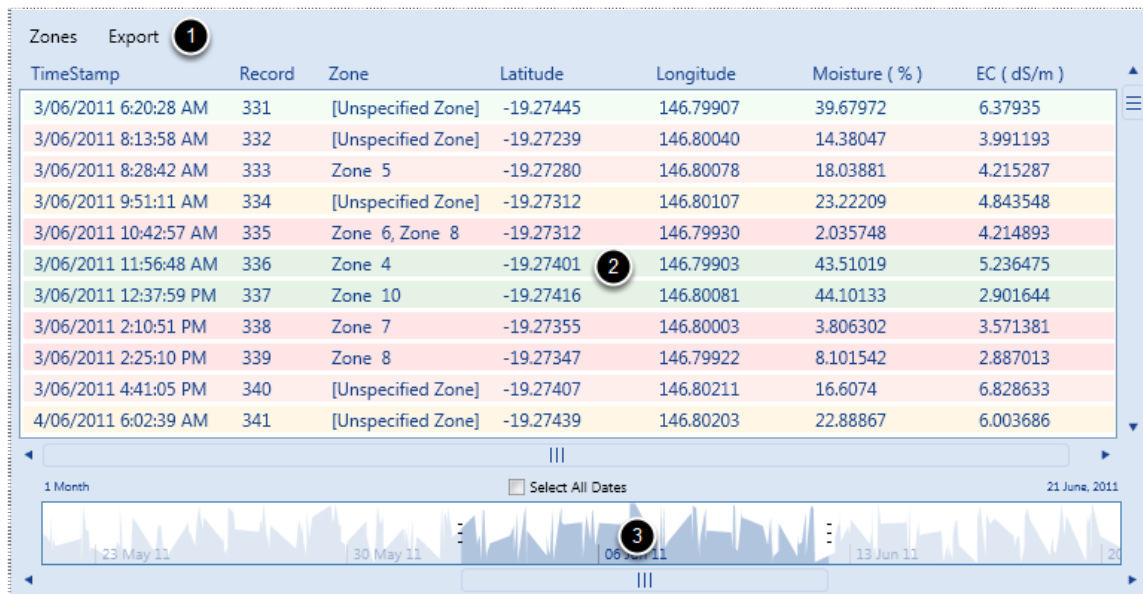 Zones Export 1
TimeStamp Record Zone Latitude Longitude Moisture ( % ) EC ( dS/m )
3/06/2011 6:20:28 AM 331 [Unspecified Zone] -19.27445 146.79907 39.67972 6.37935
3/06/2011 8:13:58 AM 332 [Unspecified Zone] -19.27239 146.80040 14.38047 3.991193
3/06/2011 8:28:42 AM 333 Zone 5 -19.27280 146.80078 18.03881 4.215287
3/06/2011 9:51:11 AM 334 [Unspecified Zone] -19.27312 146.80107 23.22209 4.843548
3/06/2011 10:42:57 AM 335 Zone 6, Zone 8 -19.27312 146.79930 2.035748 4.214893
3/06/2011 11:56:48 AM 336 Zone 4 -19.27401 2 146.79903 43.51019 5.236475
3/06/2011 12:37:59 PM 337 Zone 10 -19.27416 146.80081 44.10133 2.901644
3/06/2011 2:10:51 PM 338 Zone 7 -19.27355 146.80003 3.806302 3.571381
3/06/2011 2:25:10 PM 339 Zone 8 -19.27347 146.79922 8.101542 2.887013
3/06/2011 4:41:05 PM 340 [Unspecified Zone] -19.27407 146.80211 16.6074 6.828633
4/06/2011 6:02:39 AM 341 [Unspecified Zone] -19.27439 146.80203 22.88867 6.003686
1 Month Select All Dates 21 June, 2011
3
23 May 11 30 May 11 06 Jun 11 13 Jun 11 20